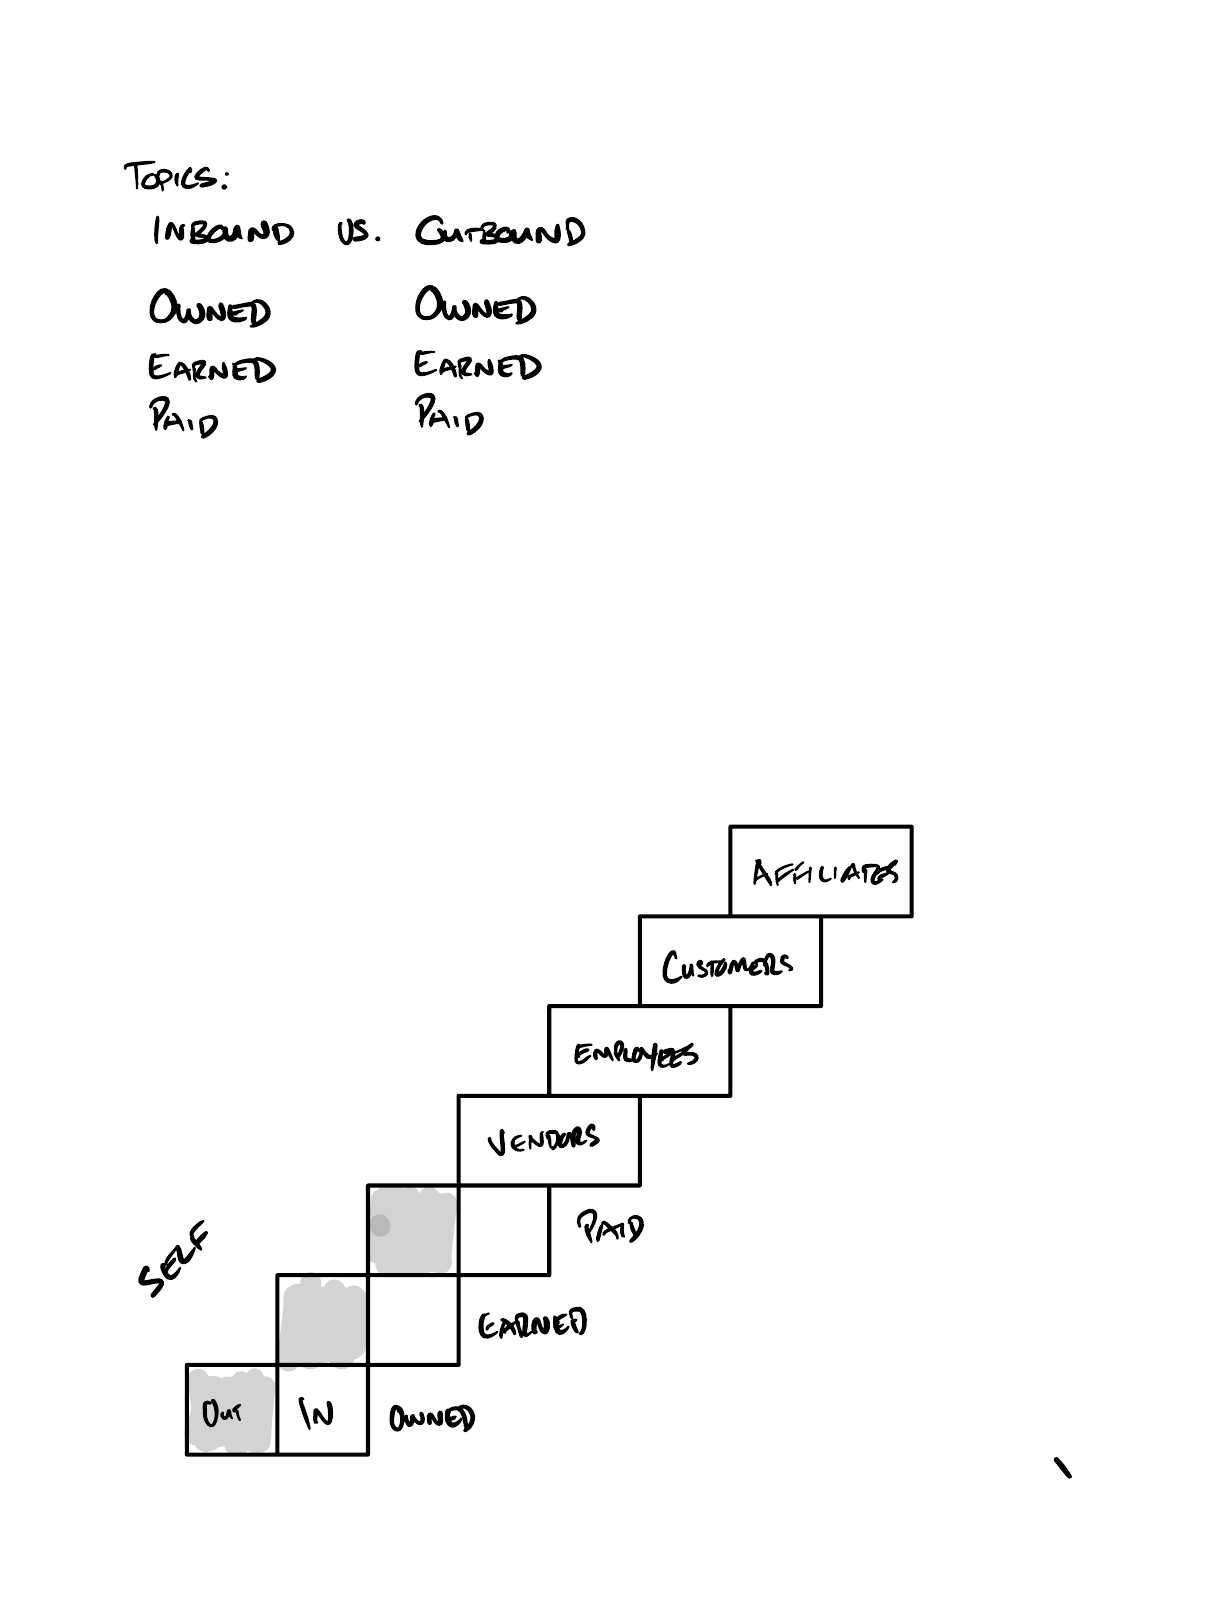 TOPICS:
INBOUND VS. OUTBOUND
OWNED OWNED
EARNED EARNED
PAID PAID
AFFILIATES
CUSTOMERS
EMPLOYEES
VENDORS
SELF
PAID
EARNED
OUT IN OWNED